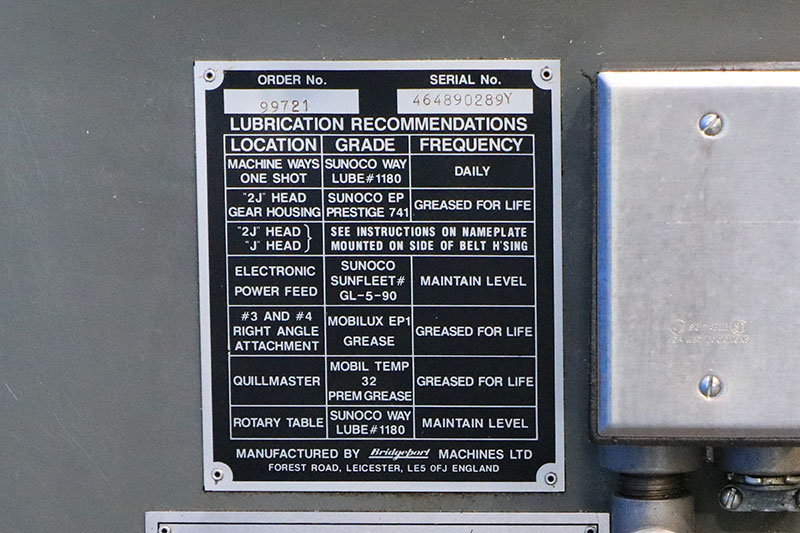 ORDER No. SERIAL No.
99721 464890289Y
LUBRICATION RECOMMENDATIONS
LOCATION GRADE FREQUENCY
MACHINE WAYS ONE SHOT SUNOCO WAY LUBE#1180 DAILY
"2J" HEAD GEAR HOUSING SUNOCO EP PRESTIGE 741 GREASED FOR LIFE
"2J" HEAD "J" HEAD } SEE INSTRUCTIONS ON NAMEPLATE MOUNTED ON SIDE OF BELT H'SING
ELECTRONIC POWER FEED SUNOCO SUNFLEET# GL-5-90 MAINTAIN LEVEL
#3 AND #4 RIGHT ANGLE ATTACHMENT MOBILUX EP1 GREASE GREASED FOR LIFE
QUILLMASTER MOBIL TEMP 32 PREM GREASE GREASED FOR LIFE
ROTARY TABLE SUNOCO WAY LUBE#1180 MAINTAIN LEVEL
MANUFACTURED BY Bridgeport MACHINES LTD
FOREST ROAD, LEICESTER, LE5 OFJ ENGLAND